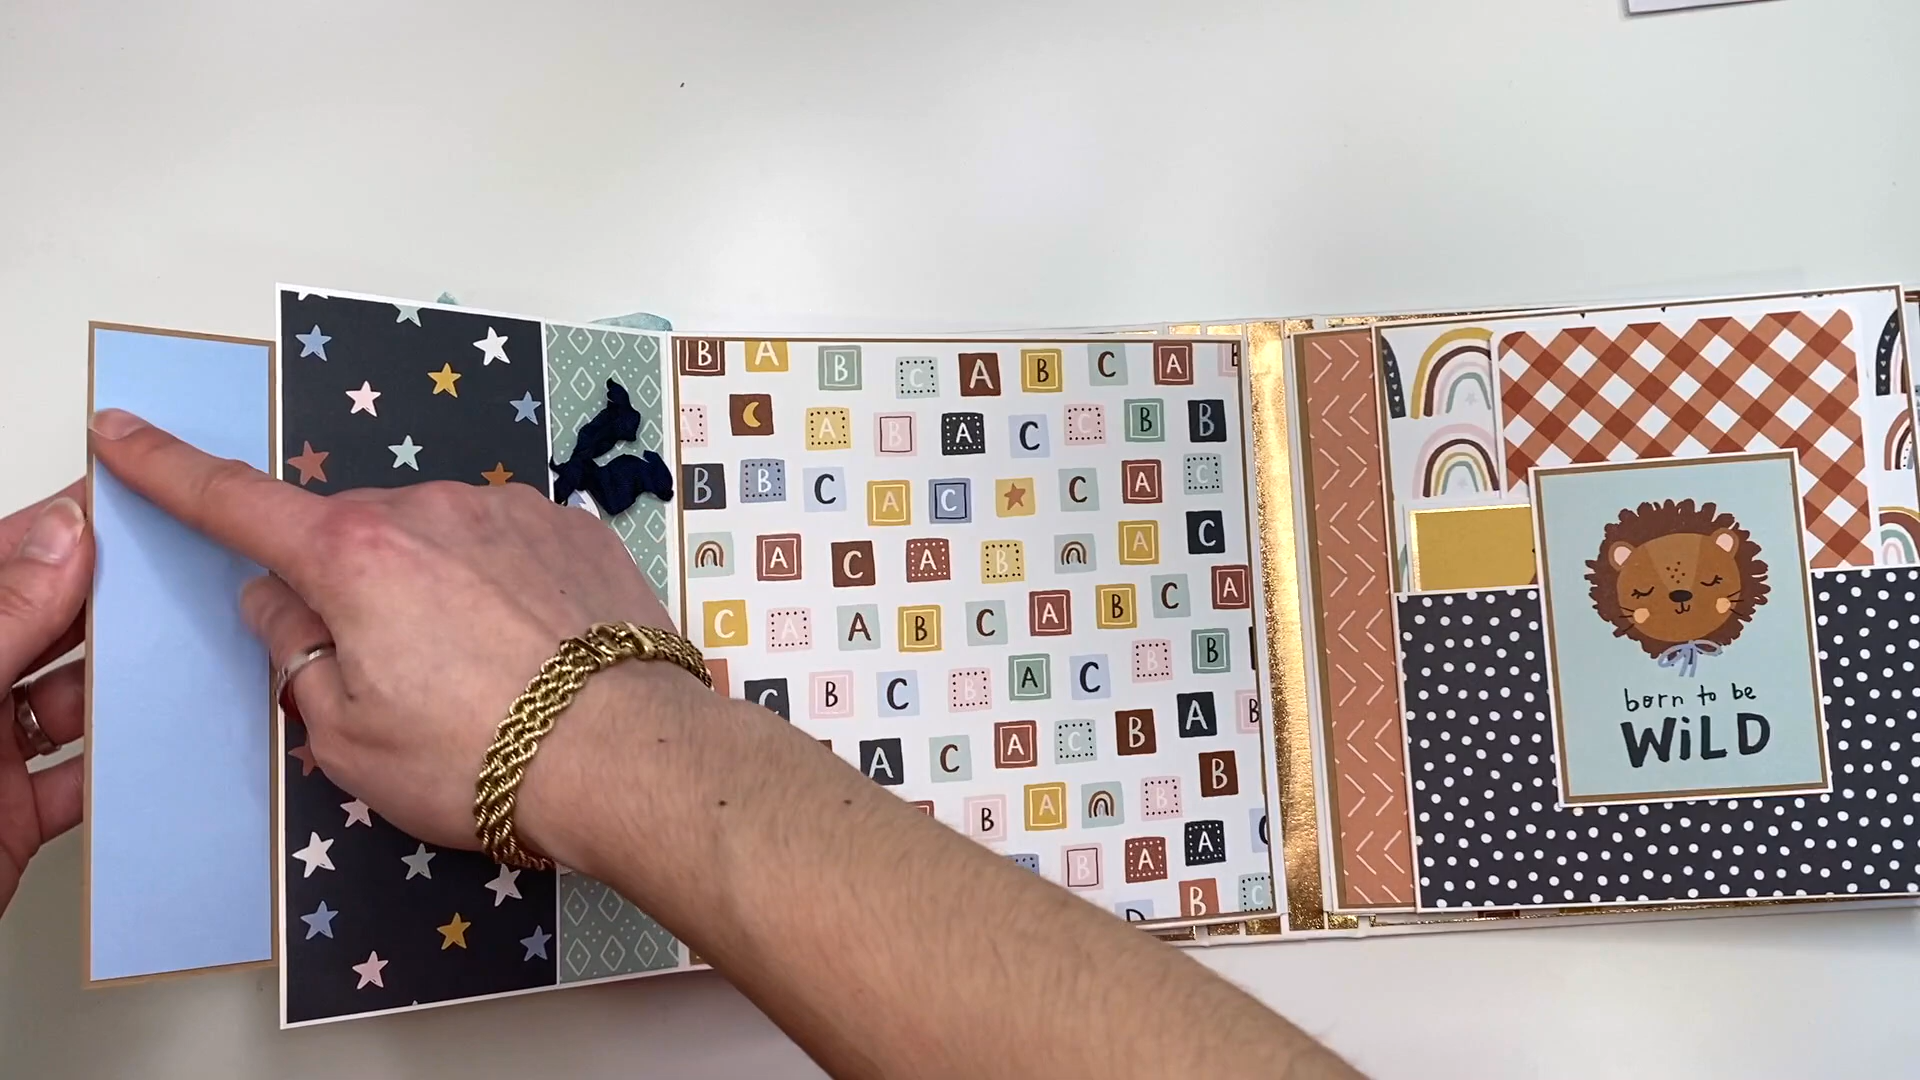 B A B C A B C A
A B A C B B
B B C A C C A C
A C A B A C
C A A B C A B C A
C B C B A C B B
A C A C B A B
B A B B
B A A
B C
born to be
WiLD